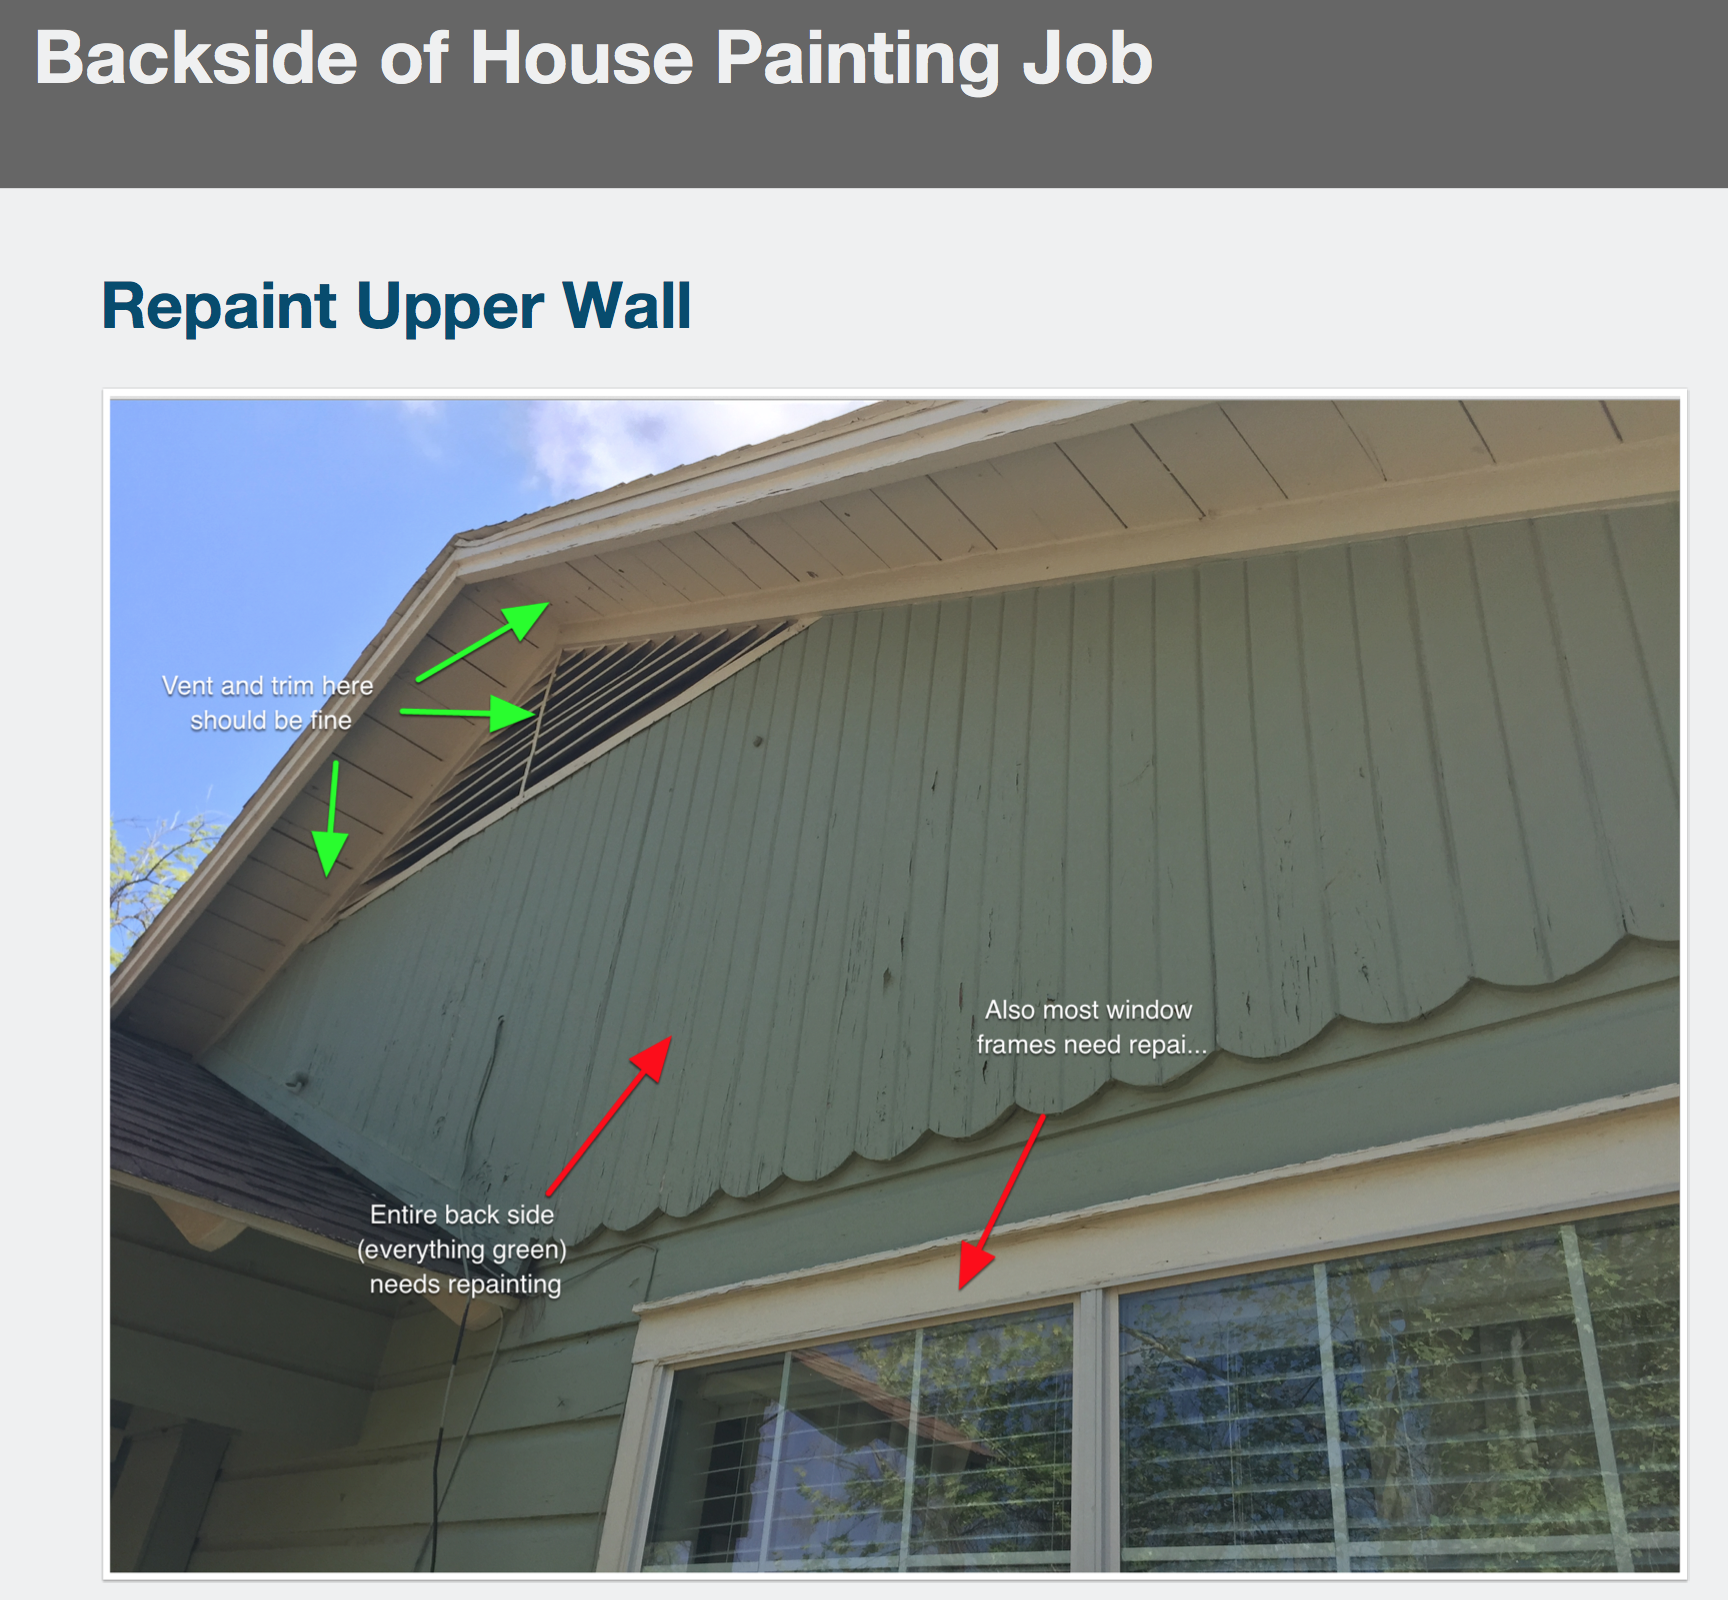 Backside of House Painting Job
Repaint Upper Wall
Vent and trim here
should be fine
Also most window
frames need repai...
Entire back side
(everything green)
needs repainting